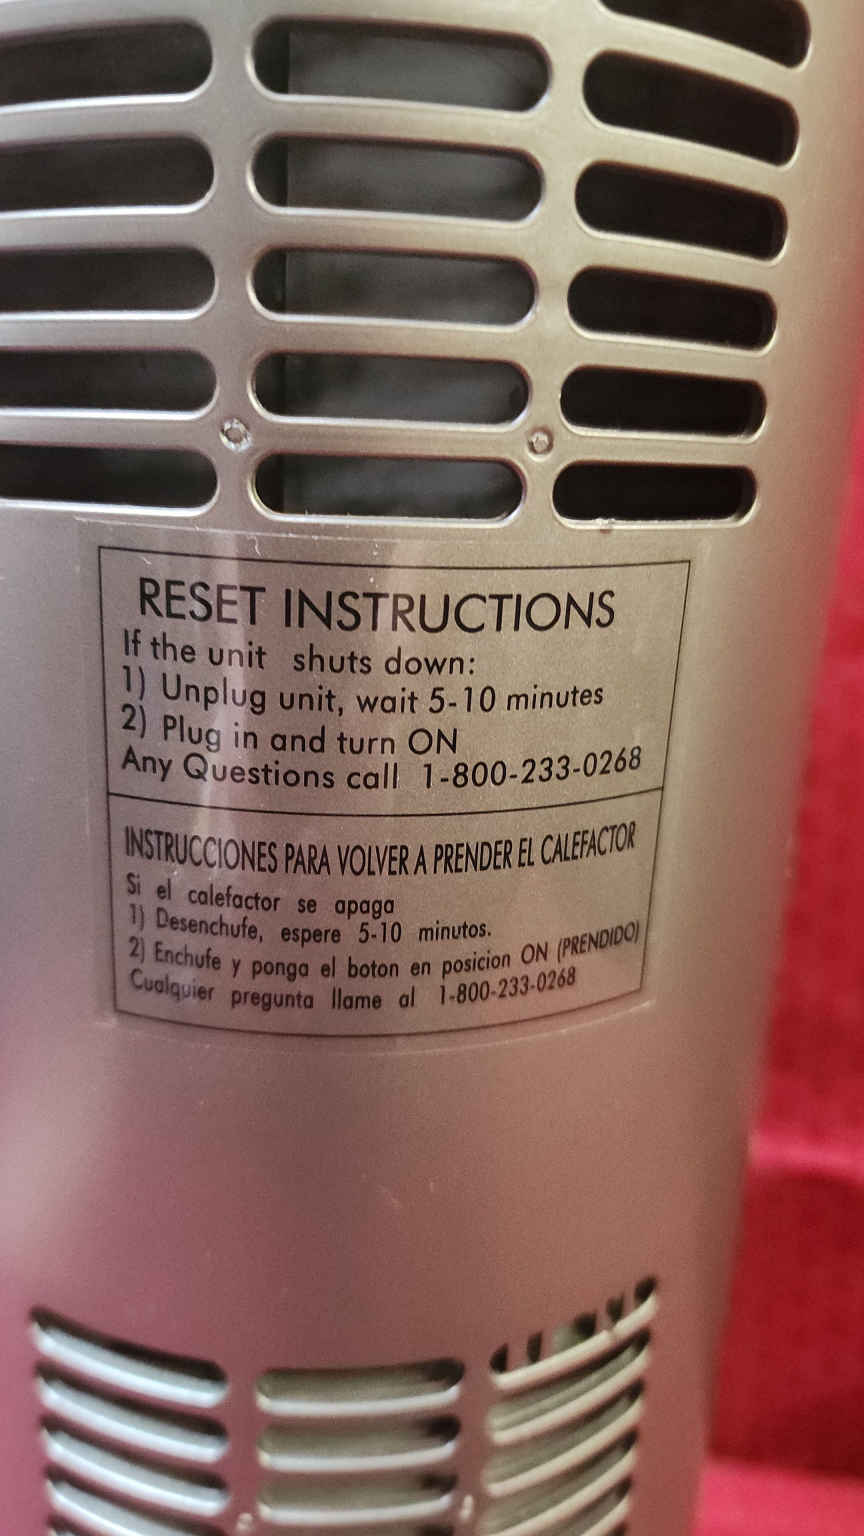 RESET INSTRUCTIONS
If the unit shuts down:
1) Unplug unit, wait 5-10 minutes
2) Plug in and turn ON
Any Questions call 1-800-233-0268
INSTRUCCIONES PARA VOLVER A PRENDER EL CALEFACTOR
Si el calefactor se apaga
1) Desenchufe, espere 5-10 minutos.
2) Enchufe y ponga el boton en posicion ON (PRENDIDO)
Cualquier pregunta llame al 1-800-233-0268